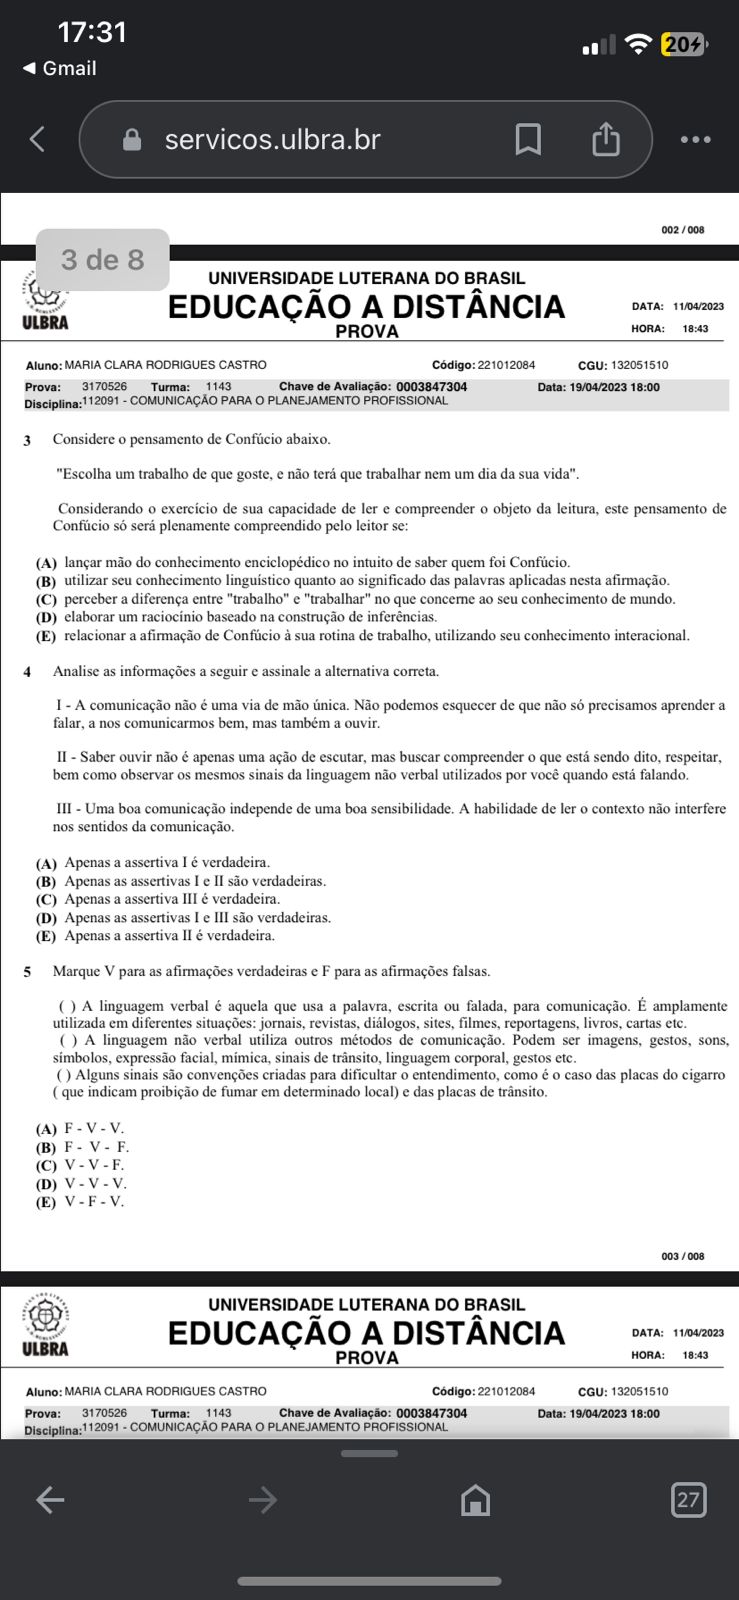 17:31
20
◄ Gmail
servicos.ulbra.br
002 / 008
3 de 8
UNIVERSIDADE LUTERANA DO BRASIL
EDUCAÇÃO A DISTÂNCIA
PROVA
DATA: 11/04/2023
HORA: 18:43
ULBRA
Aluno: MARIA CLARA RODRIGUES CASTRO Código: 221012084 CGU: 132051510
Prova: 3170526 Turma: 1143 Chave de Avaliação: 0003847304 Data: 19/04/2023 18:00
Disciplina: 112091 - COMUNICAÇÃO PARA O PLANEJAMENTO PROFISSIONAL
3 Considere o pensamento de Confúcio abaixo.
"Escolha um trabalho de que goste, e não terá que trabalhar nem um dia da sua vida".
Considerando o exercício de sua capacidade de ler e compreender o objeto da leitura, este pensamento de
Confúcio só será plenamente compreendido pelo leitor se:
(A) lançar mão do conhecimento enciclopédico no intuito de saber quem foi Confúcio.
(B) utilizar seu conhecimento linguístico quanto ao significado das palavras aplicadas nesta afirmação.
(C) perceber a diferença entre "trabalho" e "trabalhar" no que concerne ao seu conhecimento de mundo.
(D) elaborar um raciocínio baseado na construção de inferências.
(E) relacionar a afirmação de Confúcio à sua rotina de trabalho, utilizando seu conhecimento interacional.
4 Analise as informações a seguir e assinale a alternativa correta.
I - A comunicação não é uma via de mão única. Não podemos esquecer de que não só precisamos aprender a
falar, a nos comunicarmos bem, mas também a ouvir.
II - Saber ouvir não é apenas uma ação de escutar, mas buscar compreender o que está sendo dito, respeitar,
bem como observar os mesmos sinais da linguagem não verbal utilizados por você quando está falando.
III - Uma boa comunicação independe de uma boa sensibilidade. A habilidade de ler o contexto não interfere
nos sentidos da comunicação.
(A) Apenas a assertiva I é verdadeira.
(B) Apenas as assertivas I e II são verdadeiras.
(C) Apenas a assertiva III é verdadeira.
(D) Apenas as assertivas I e III são verdadeiras.
(E) Apenas a assertiva II é verdadeira.
5 Marque V para as afirmações verdadeiras e F para as afirmações falsas.
( ) A linguagem verbal é aquela que usa a palavra, escrita ou falada, para comunicação. É amplamente
utilizada em diferentes situações: jornais, revistas, diálogos, sites, filmes, reportagens, livros, cartas etc.
( ) A linguagem não verbal utiliza outros métodos de comunicação. Podem ser imagens, gestos, sons,
símbolos, expressão facial, mímica, sinais de trânsito, linguagem corporal, gestos etc.
( ) Alguns sinais são convenções criadas para dificultar o entendimento, como é o caso das placas do cigarro
( que indicam proibição de fumar em determinado local) e das placas de trânsito.
(A) F - V - V.
(B) F - V - F.
(C) V - V - F.
(D) V - V - V.
(E) V - F - V.
003 / 008
UNIVERSIDADE LUTERANA DO BRASIL
EDUCAÇÃO A DISTÂNCIA
PROVA
DATA: 11/04/2023
HORA: 18:43
ULBRA
Aluno: MARIA CLARA RODRIGUES CASTRO Código: 221012084 CGU: 132051510
Prova: 3170526 Turma: 1143 Chave de Avaliação: 0003847304 Data: 19/04/2023 18:00
Disciplina: 112091 - COMUNICAÇÃO PARA O PLANEJAMENTO PROFISSIONAL
27